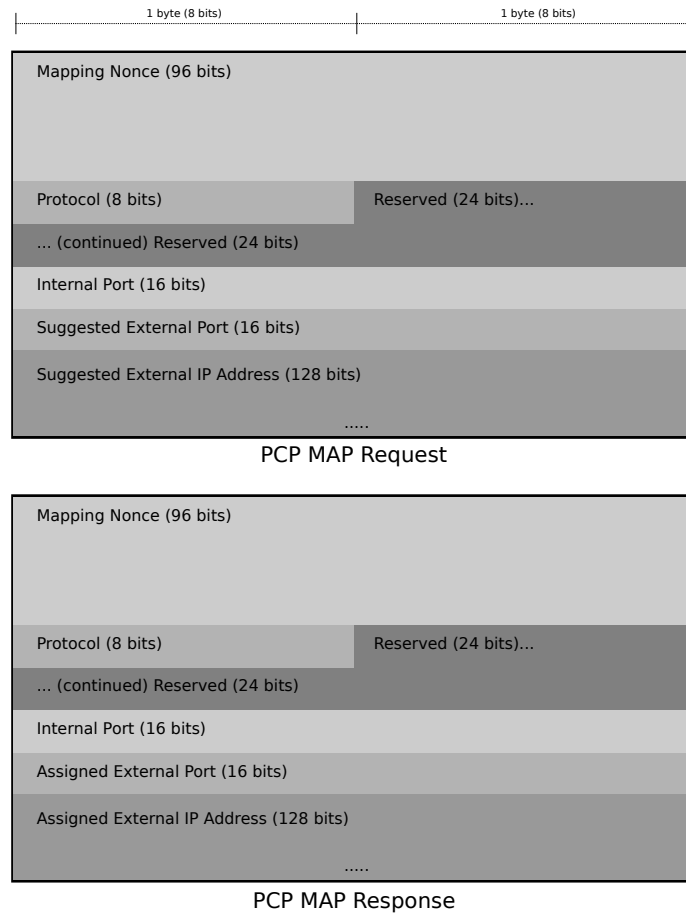 1 byte (8 bits) 1 byte (8 bits)
Mapping Nonce (96 bits)
Protocol (8 bits) Reserved (24 bits)...
... (continued) Reserved (24 bits)
Internal Port (16 bits)
Suggested External Port (16 bits)
Suggested External IP Address (128 bits)
.....
PCP MAP Request
Mapping Nonce (96 bits)
Protocol (8 bits) Reserved (24 bits)...
... (continued) Reserved (24 bits)
Internal Port (16 bits)
Assigned External Port (16 bits)
Assigned External IP Address (128 bits)
.....
PCP MAP Response